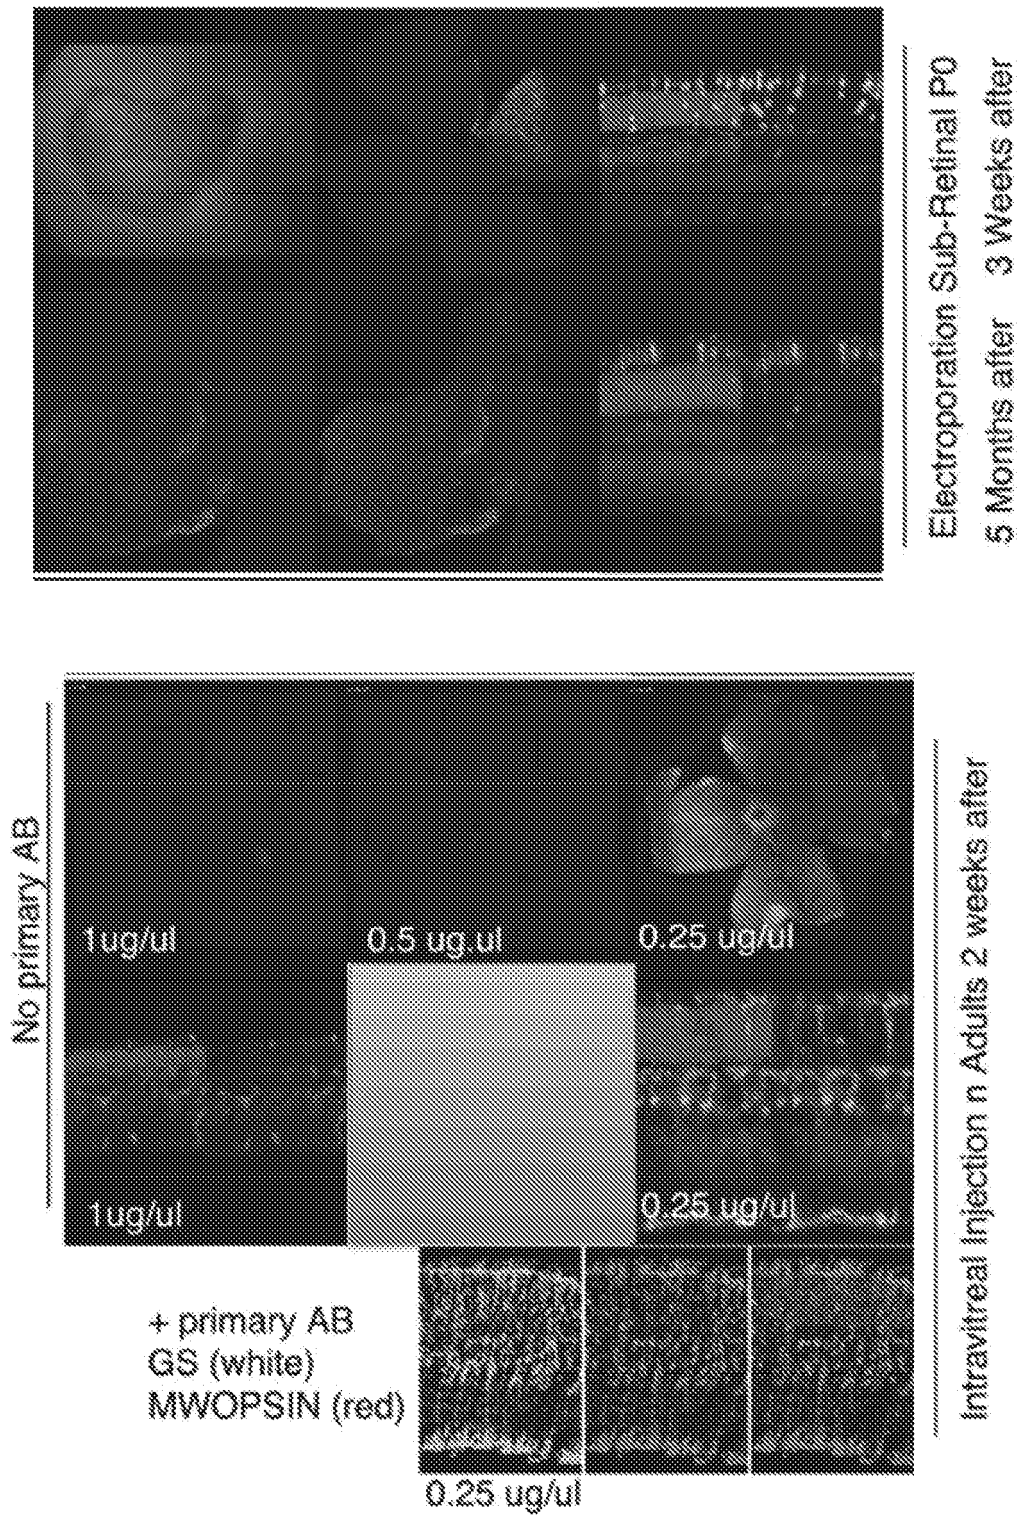 Electroporation Sub-Retinal P0
5 Months after 3 Weeks after
No primary AB
1ug/ul
0.5 ug.ul
0.25 ug/ul
1ug/ul
0.25 ug/ul
+ primary AB
GS (white)
MWOPSIN (red)
0.25 ug/ul
Intravitreal Injection n Adults 2 weeks after